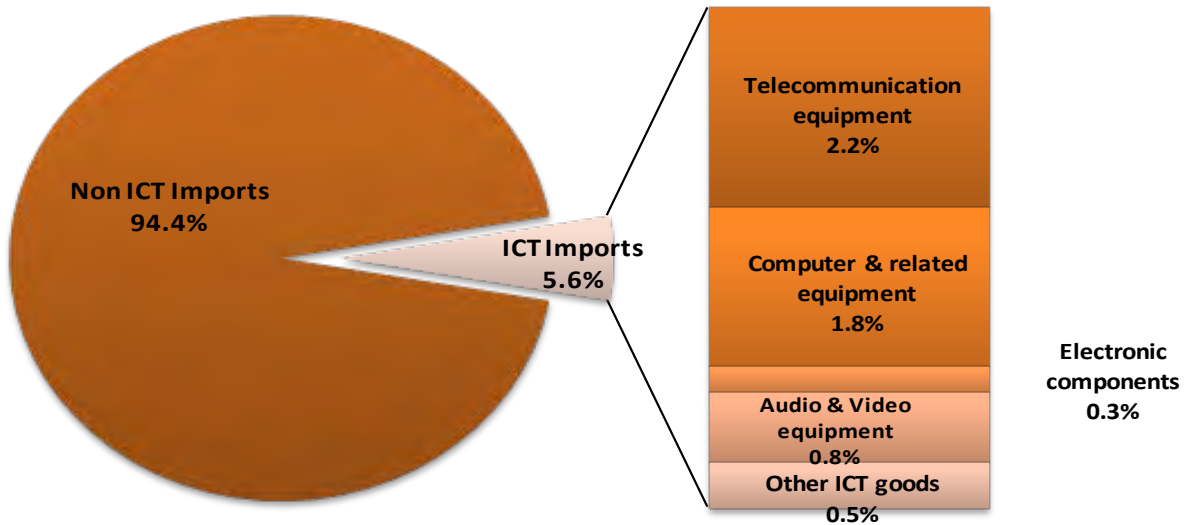 Non ICT Imports
94.4%
ICT Imports
5.6%
Telecommunication
equipment
2.2%
Computer & related
equipment
1.8%
Electronic
components
0.3%
Audio & Video
equipment
0.8%
Other ICT goods
0.5%